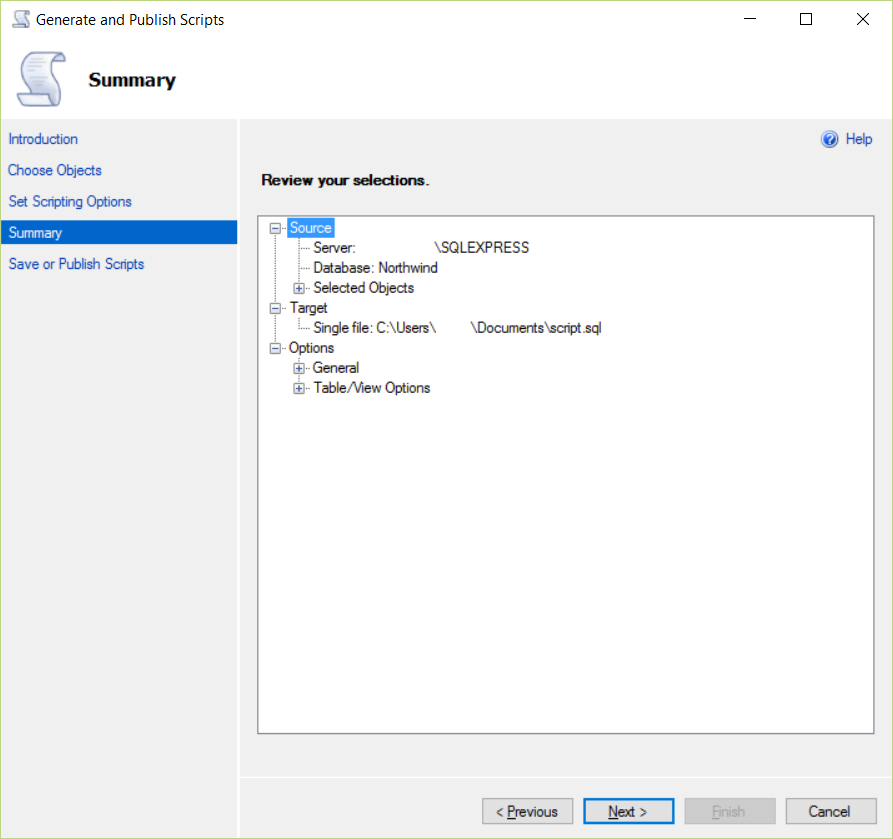 Generate and Publish Scripts
Summary
Introduction
Choose Objects
Set Scripting Options
Summary
Save or Publish Scripts
Help
Review your selections.
Source
Server: \SQLEXPRESS
Database: Northwind
Selected Objects
Target
Single file: C:\Users\ \Documents\script.sql
Options
General
Table/View Options
< Previous
Next >
Finish
Cancel